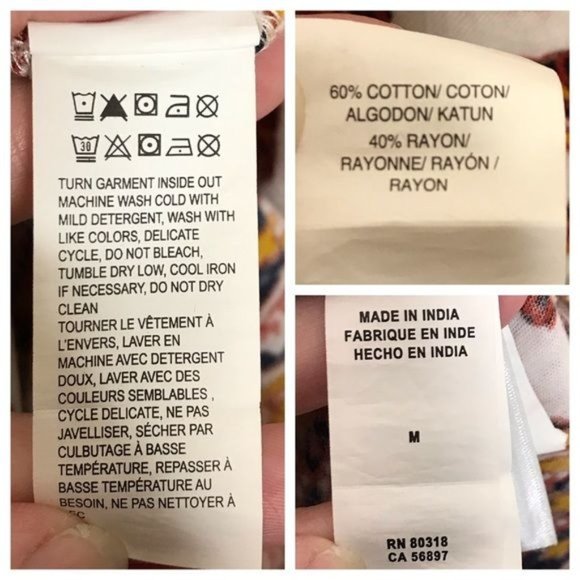 30
TURN GARMENT INSIDE OUT
MACHINE WASH COLD WITH
MILD DETERGENT, WASH WITH
LIKE COLORS, DELICATE
CYCLE, DO NOT BLEACH,
TUMBLE DRY LOW, COOL IRON
IF NECESSARY, DO NOT DRY
CLEAN
TOURNER LE VÊTEMENT À
L'ENVERS, LAVER EN
MACHINE AVEC DETERGENT
DOUX, LAVER AVEC DES
COULEURS SEMBLABLES ,
CYCLE DELICATE, NE PAS
JAVELLISER, SÉCHER PAR
CULBUTAGE À BASSE
TEMPÉRATURE, REPASSER À
BASSE TEMPÉRATURE AU
BESOIN, NE PAS NETTOYER À
60% COTTON/ COTON/
ALGODON/ KATUN
40% RAYON/
RAYONNE/ RAYÓN /
RAYON
MADE IN INDIA
FABRIQUE EN INDE
HECHO EN INDIA
M
RN 80318
CA 56897